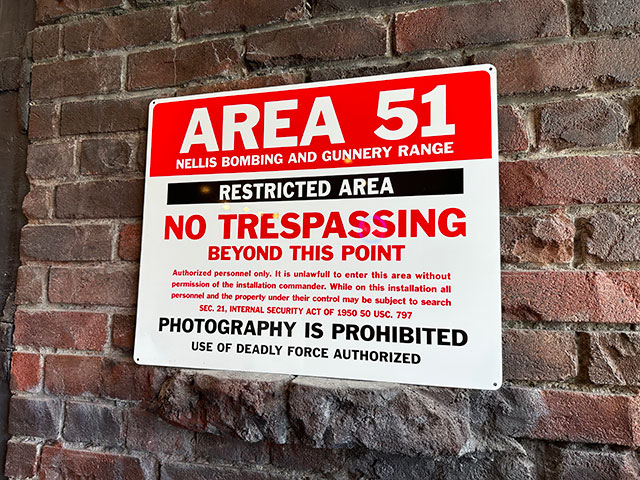 AREA 51
NELLIS BOMBING AND GUNNERY RANGE
RESTRICTED AREA
NO TRESPASSING
BEYOND THIS POINT
Authorized personnel only. It is unlawfull to enter this area without
permission of the installation commander. While on this installation all
personnel and the property under their control may be subject to search
SEC. 21, INTERNAL SECURITY ACT OF 1950 50 USC. 797
PHOTOGRAPHY IS PROHIBITED
USE OF DEADLY FORCE AUTHORIZED